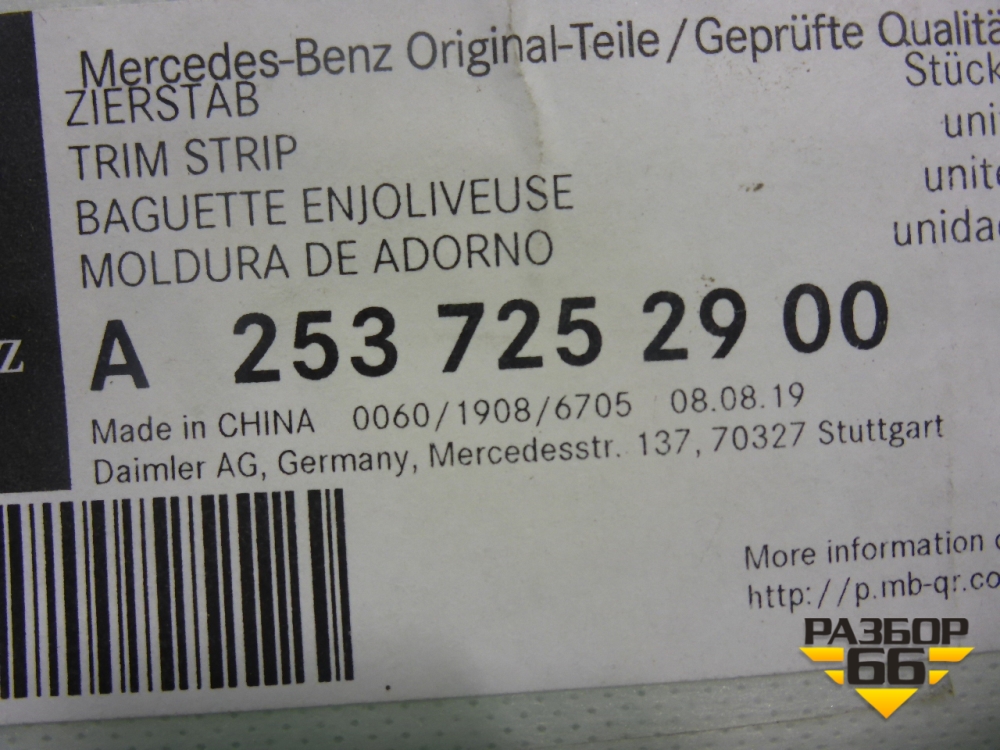 Mercedes-Benz Original-Teile / Geprüfte Qualitä
ZIERSTAB
Stück
TRIM STRIP
uni
BAGUETTE ENJOLIVEUSE
unite
MOLDURA DE ADORNO
unidad
A 253 725 29 00
z
Made in CHINA 0060/1908/6705 08.08.19
Daimler AG, Germany, Mercedesstr. 137, 70327 Stuttgart
More information
http://p.mb-qr.co
РАЗБОР
66